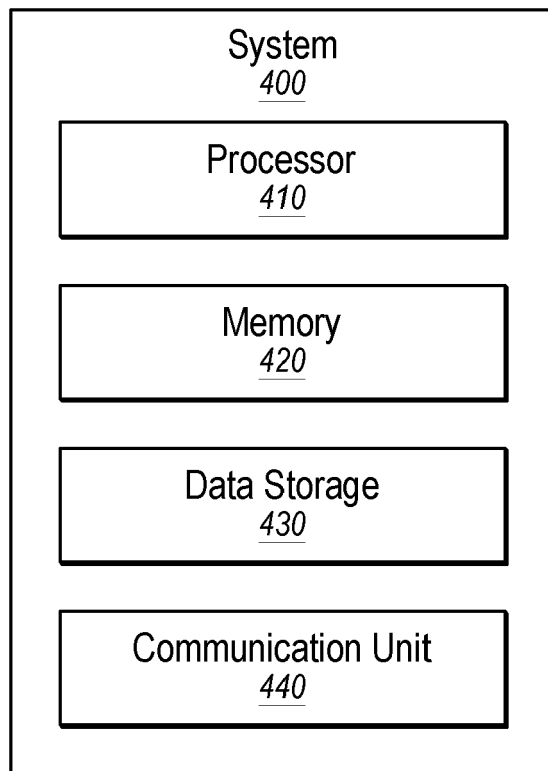 System
400
Processor
410
Memory
420
Data Storage
430
Communication Unit
440